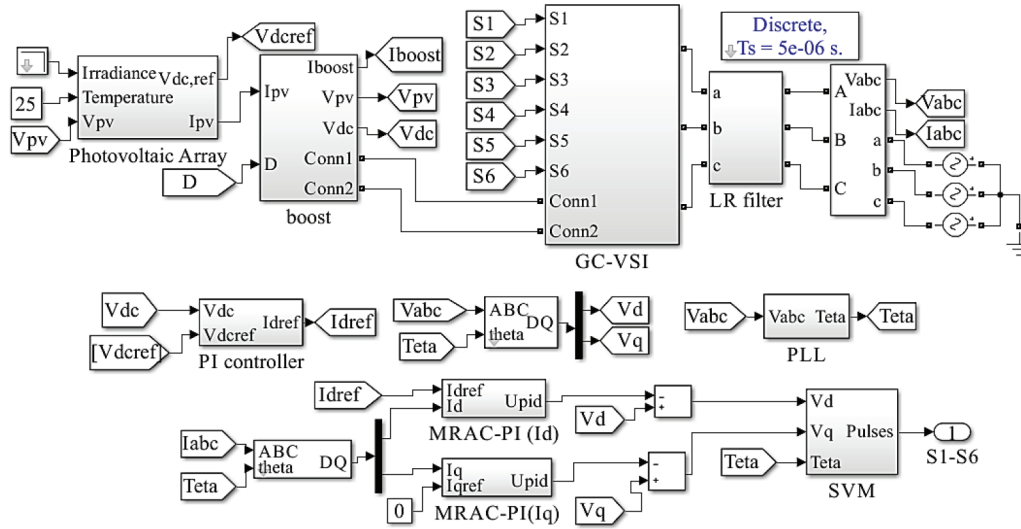 Irradiance
Vdc,ref
25
Temperature
Vpv
Vpv
Ipv
Photovoltaic Array
Vdcref
D
Iboost
Ipv
Vpv
Vdc
D
Conn1
Conn2
boost
Iboost
Vpv
Vdc
S1
S2
S3
S4
S5
S6
S1
S2
S3
S4
S5
S6
Conn1
Conn2
GC-VSI
Discrete,
Ts = 5e-06 s.
a
b
c
LR filter
Vabc
Iabc
A
a
B
b
C
c
Vabc
Iabc
Vdc
[Vdcref]
Vdc
Idref
Vdcref
PI controller
Idref
Vabc
Teta
ABC
DQ
theta
Vd
Vq
Vabc
Vabc Teta
PLL
Teta
Idref
Idref
Id
Upid
MRAC-PI (Id)
Vd
-
+
Iabc
Teta
ABC
theta
DQ
Iq
Iqref
Upid
0
MRAC-PI(Iq)
Vq
-
+
Teta
Vd
Vq Pulses
Teta
SVM
1
S1-S6